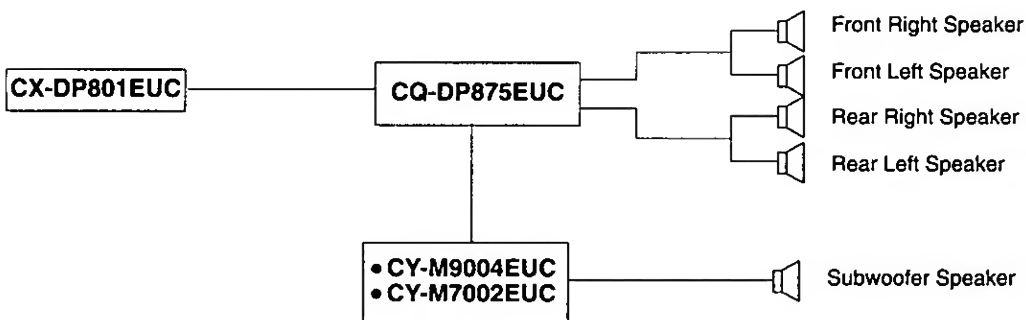 Front Right Speaker
CX-DP801EUC
CQ-DP875EUC
Front Left Speaker
Rear Right Speaker
Rear Left Speaker
• CY-M9004EUC
• CY-M7002EUC
Subwoofer Speaker